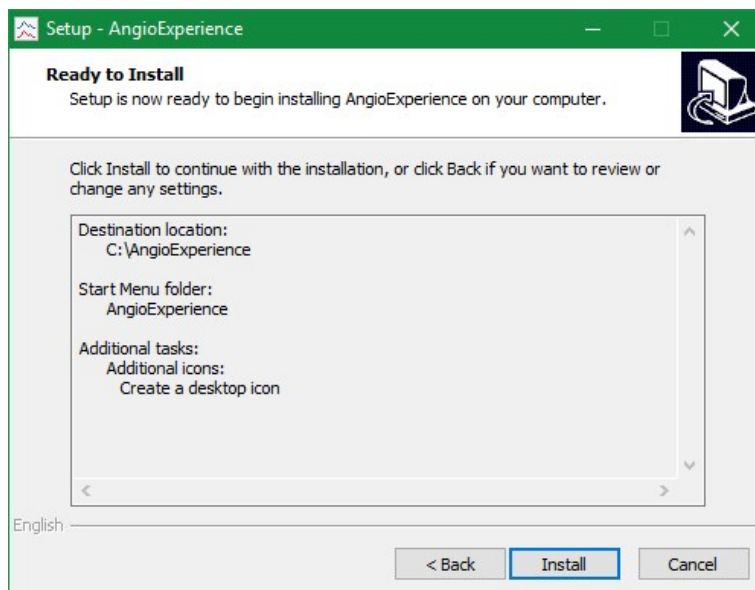 Setup - AngioExperience
Ready to Install
Setup is now ready to begin installing AngioExperience on your computer.
Click Install to continue with the installation, or click Back if you want to review or
change any settings.
Destination location:
C:\AngioExperience
Start Menu folder:
AngioExperience
Additional tasks:
Additional icons:
Create a desktop icon
English
< Back
Install
Cancel